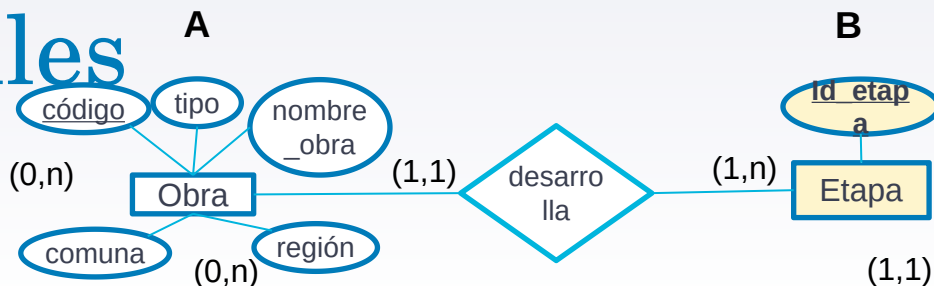 les
A
B
código
tipo
nombre
_obra
Id_etap
a
(0,n)
Obra
(1,1)
desarro
lla
(1,n)
Etapa
comuna
(0,n)
región
(1,1)